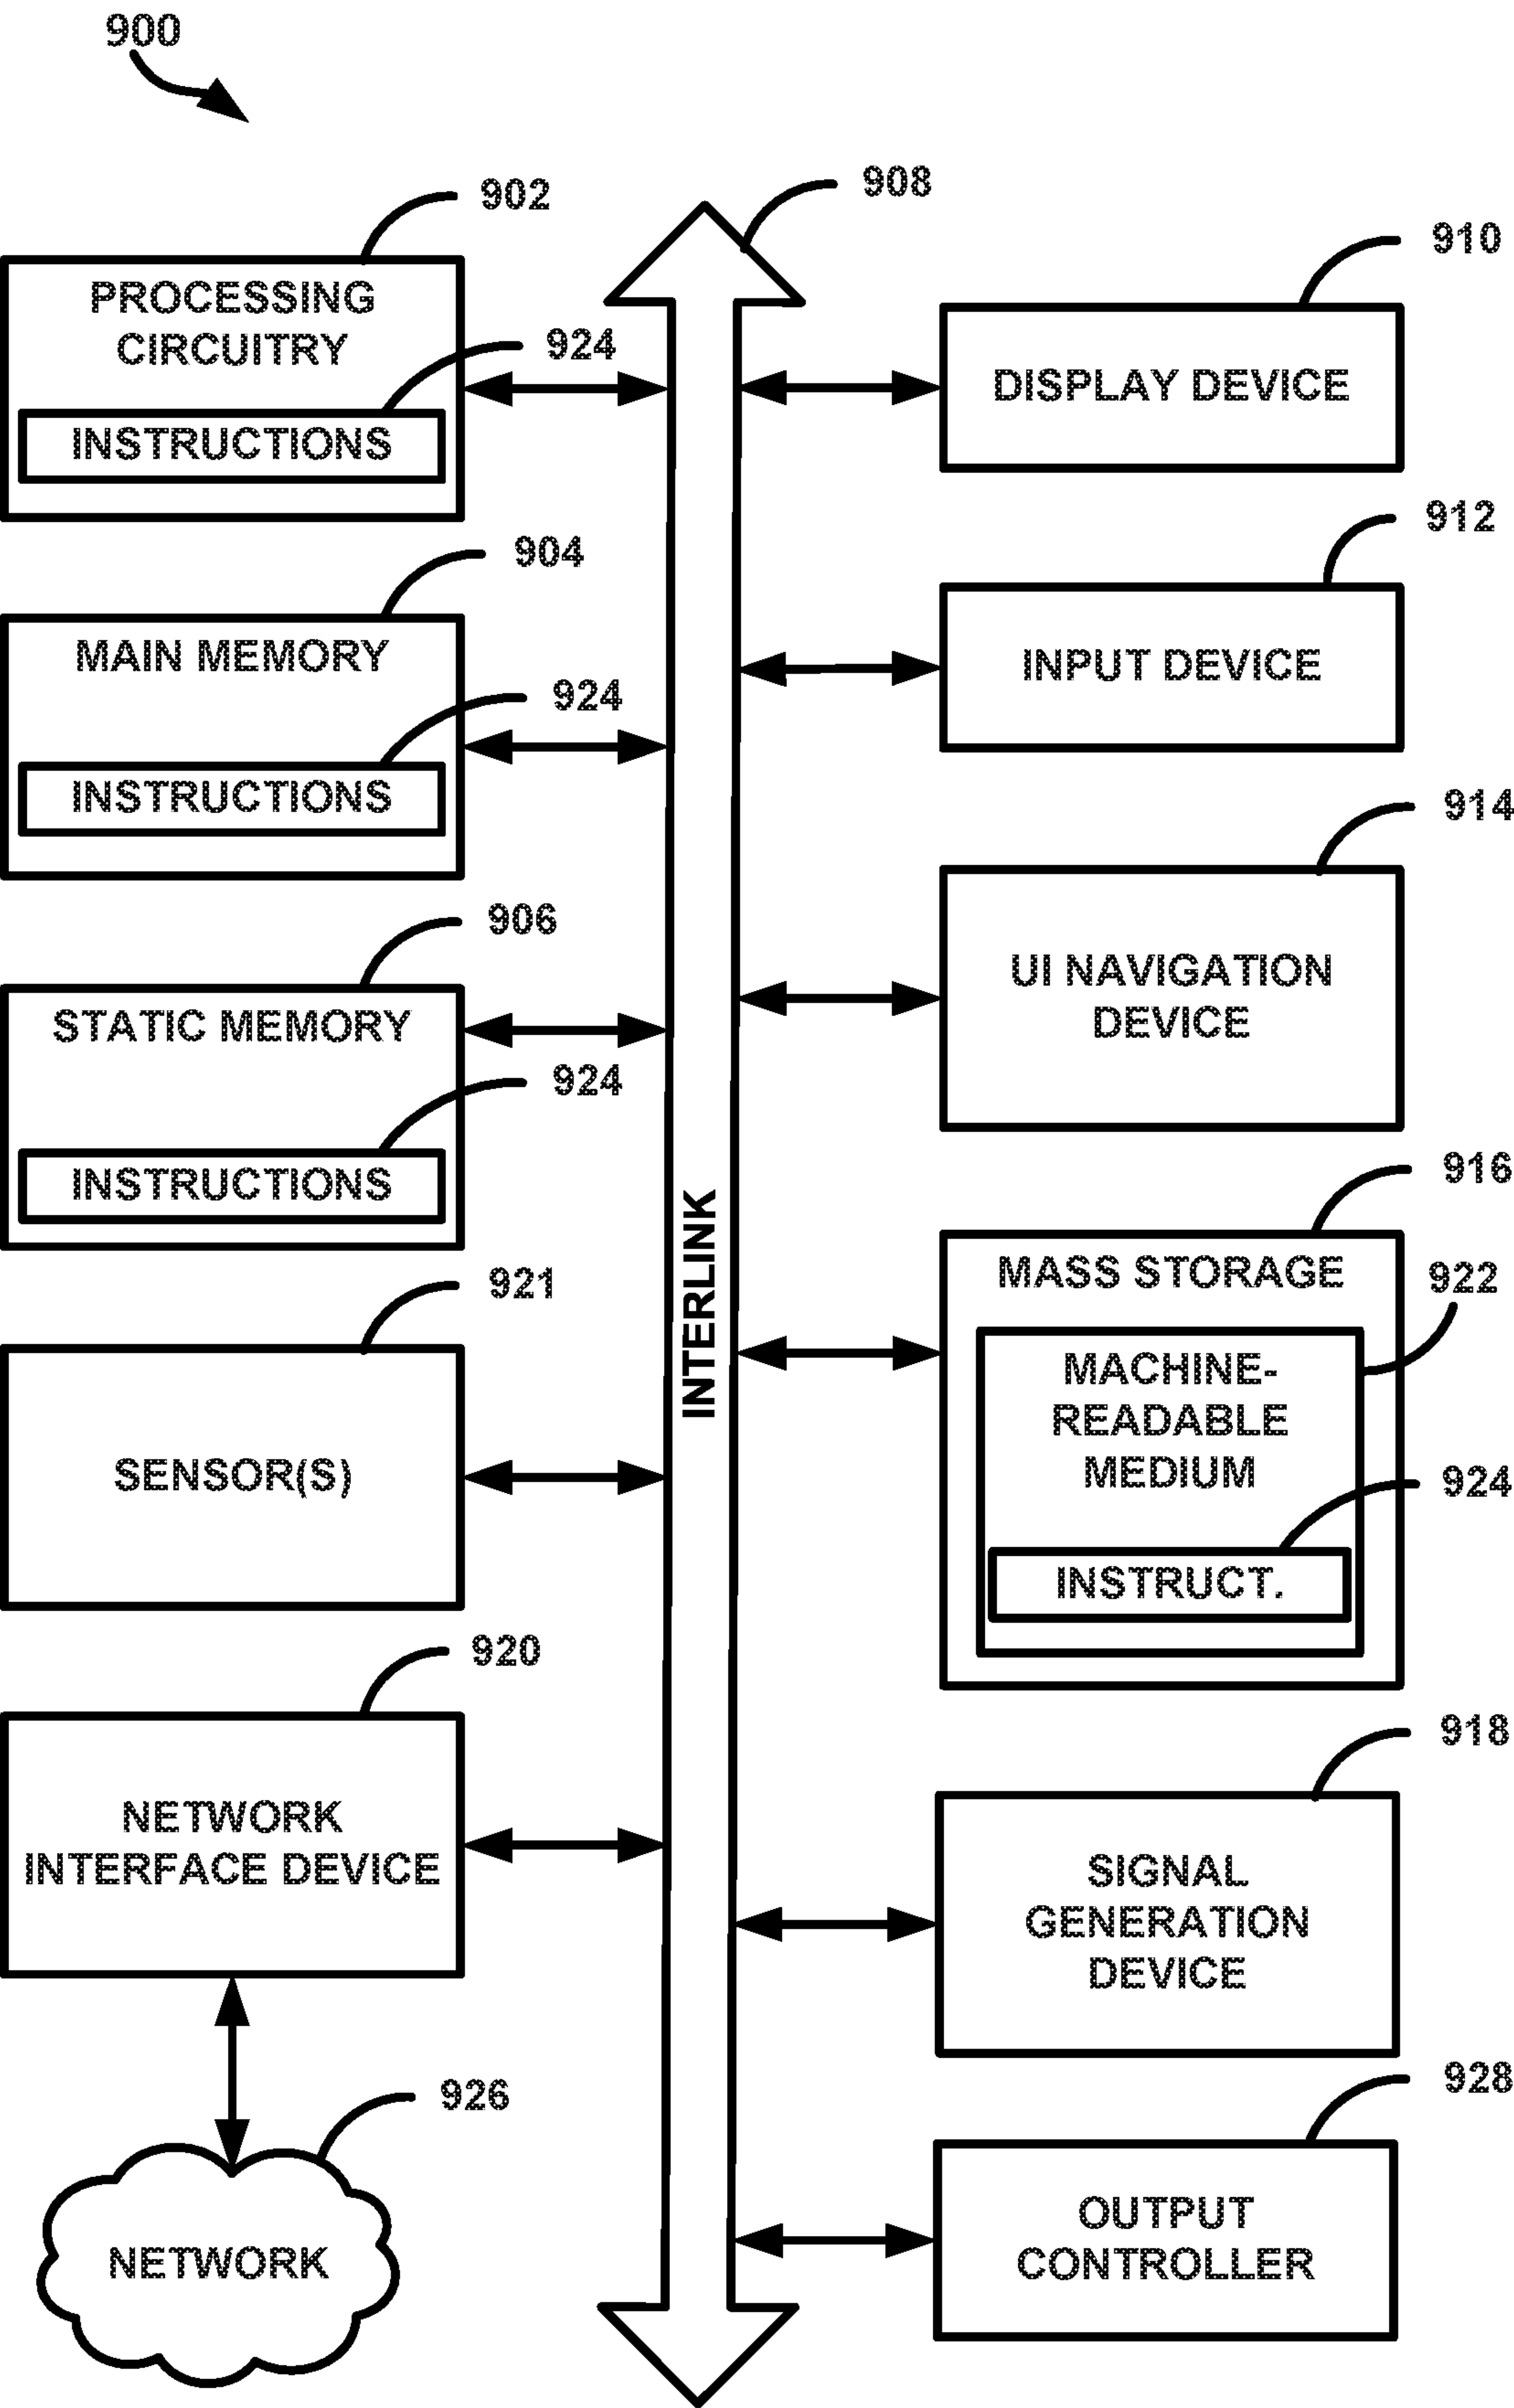 900
902
PROCESSING
CIRCUITRY
924
INSTRUCTIONS
904
MAIN MEMORY
924
INSTRUCTIONS
906
STATIC MEMORY
924
INSTRUCTIONS
921
SENSOR(S)
920
NETWORK
INTERFACE DEVICE
926
NETWORK
908
INTERLINK
910
DISPLAY DEVICE
912
INPUT DEVICE
914
UI NAVIGATION
DEVICE
916
MASS STORAGE
922
MACHINE-
READABLE
MEDIUM
924
INSTRUCT.
918
SIGNAL
GENERATION
DEVICE
928
OUTPUT
CONTROLLER